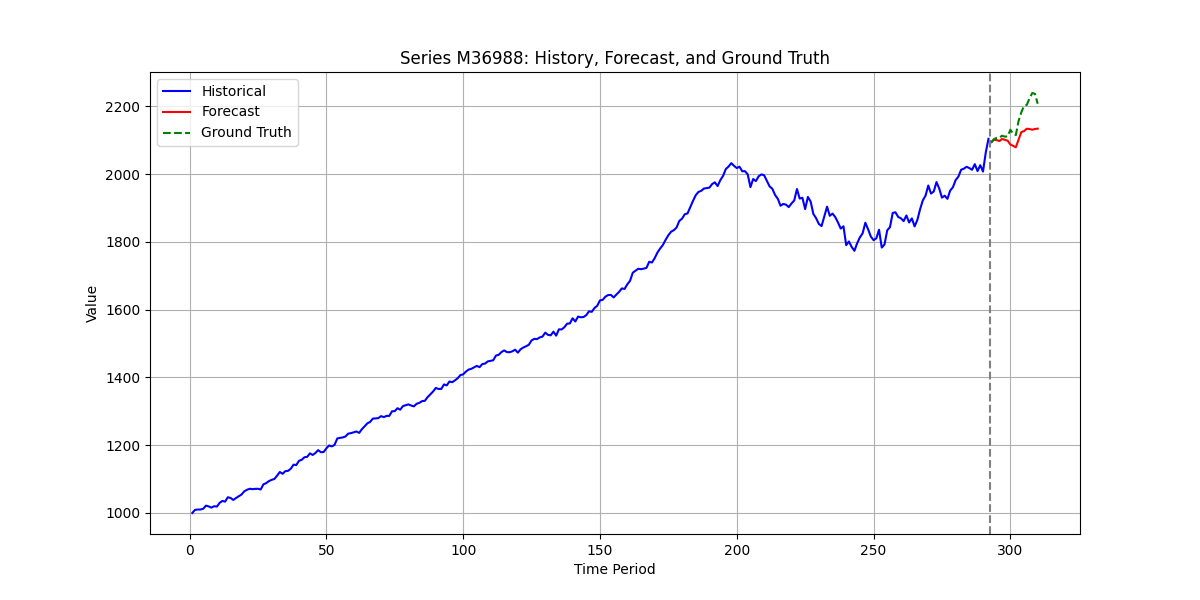 Series M36988: History, Forecast, and Ground Truth
Historical
Forecast
Ground Truth
2200
2000
1800
1600
1400
1200
1000
Value
0 50 100 150 200 250 300
Time Period